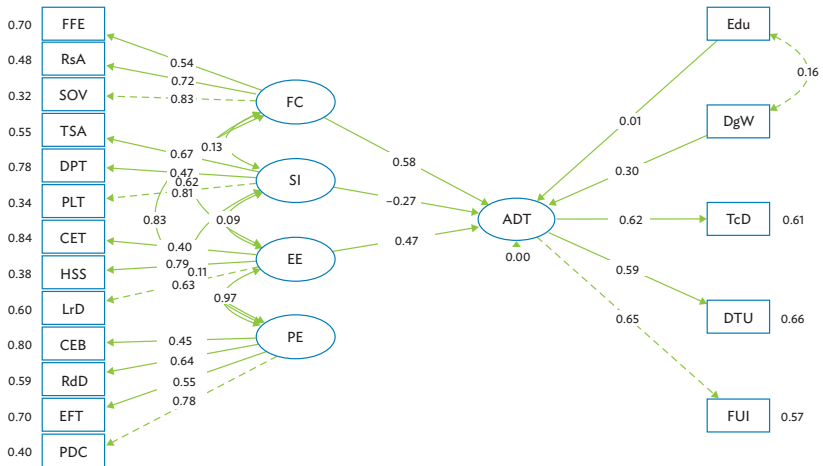 0.70 FFE
0.48 RsA
0.32 SOV
0.55 TSA
0.78 DPT
0.34 PLT
0.84 CET
0.38 HSS
0.60 LrD
0.80 CEB
0.59 RdD
0.70 EFT
0.40 PDC
0.54
0.72
0.83
0.13
0.67
0.47
0.62
0.81
0.83
0.09
0.40
0.79
0.11
0.63
0.97
0.45
0.64
0.55
0.78
FC
SI
EE
PE
0.58
−0.27
0.47
ADT
0.00
0.01
0.30
0.62
0.59
0.65
Edu
0.16
DgW
TcD 0.61
DTU 0.66
FUI 0.57